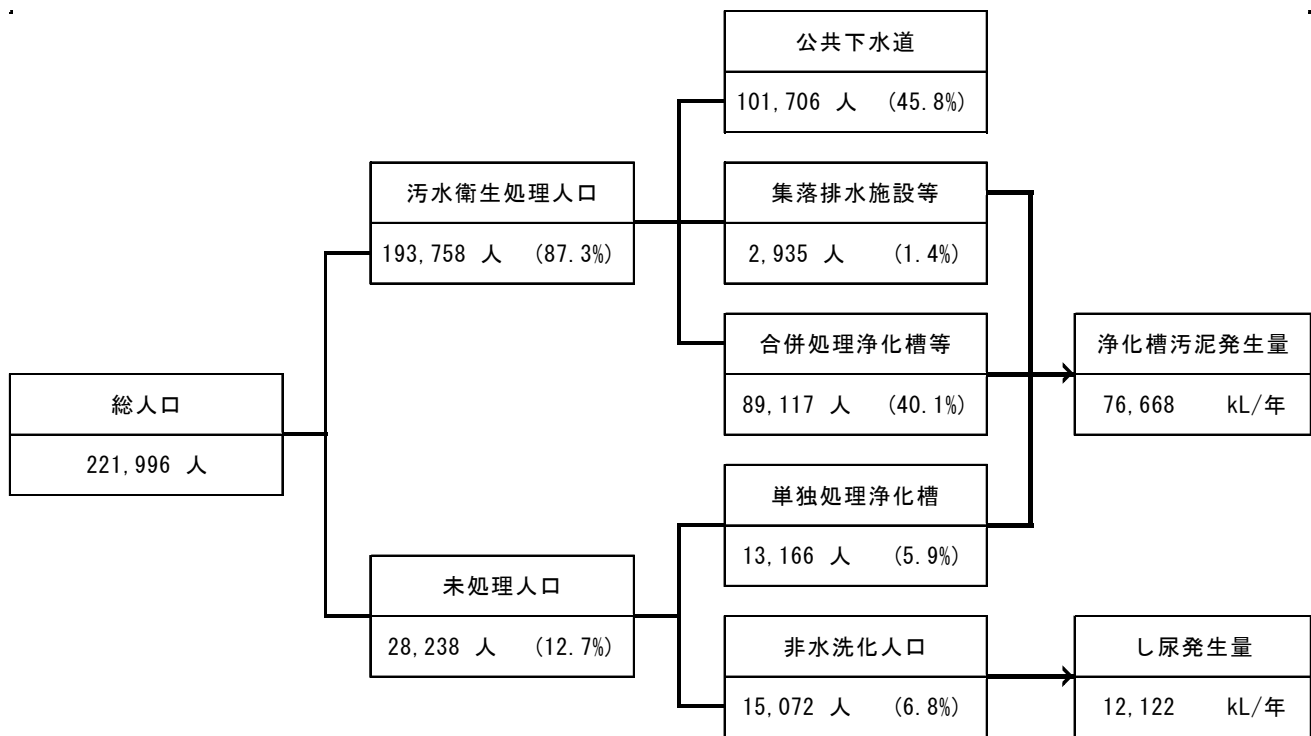 公共下水道
101,706 人 (45.8%)
汚水衛生処理人口
193,758 人 (87.3%)
集落排水施設等
2,935 人 (1.4%)
合併処理浄化槽等
89,117 人 (40.1%)
浄化槽汚泥発生量
76,668 kL/年
総人口
221,996 人
単独処理浄化槽
13,166 人 (5.9%)
未処理人口
28,238 人 (12.7%)
非水洗化人口
15,072 人 (6.8%)
し尿発生量
12,122 kL/年